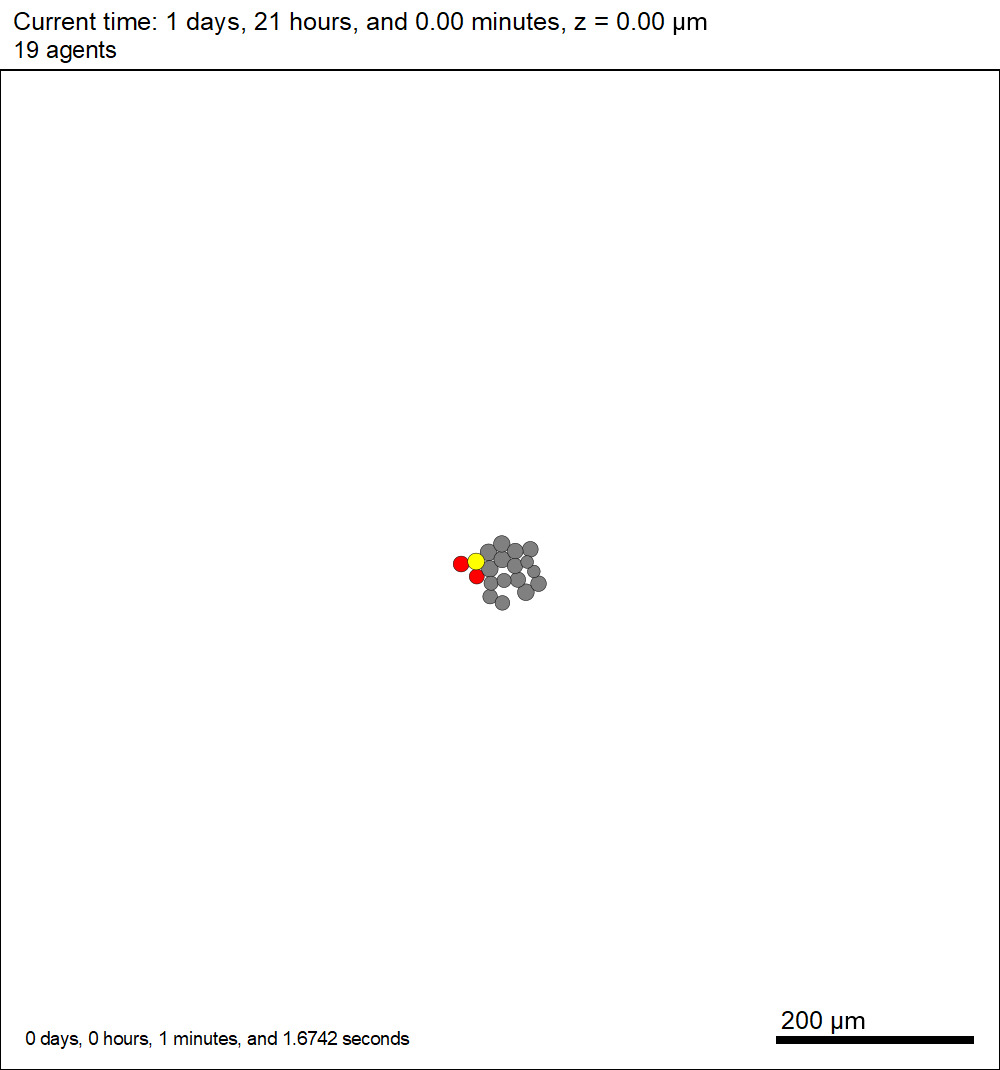 Current time: 1 days, 21 hours, and 0.00 minutes, z = 0.00 µm
19 agents
200 µm
0 days, 0 hours, 1 minutes, and 1.6742 seconds